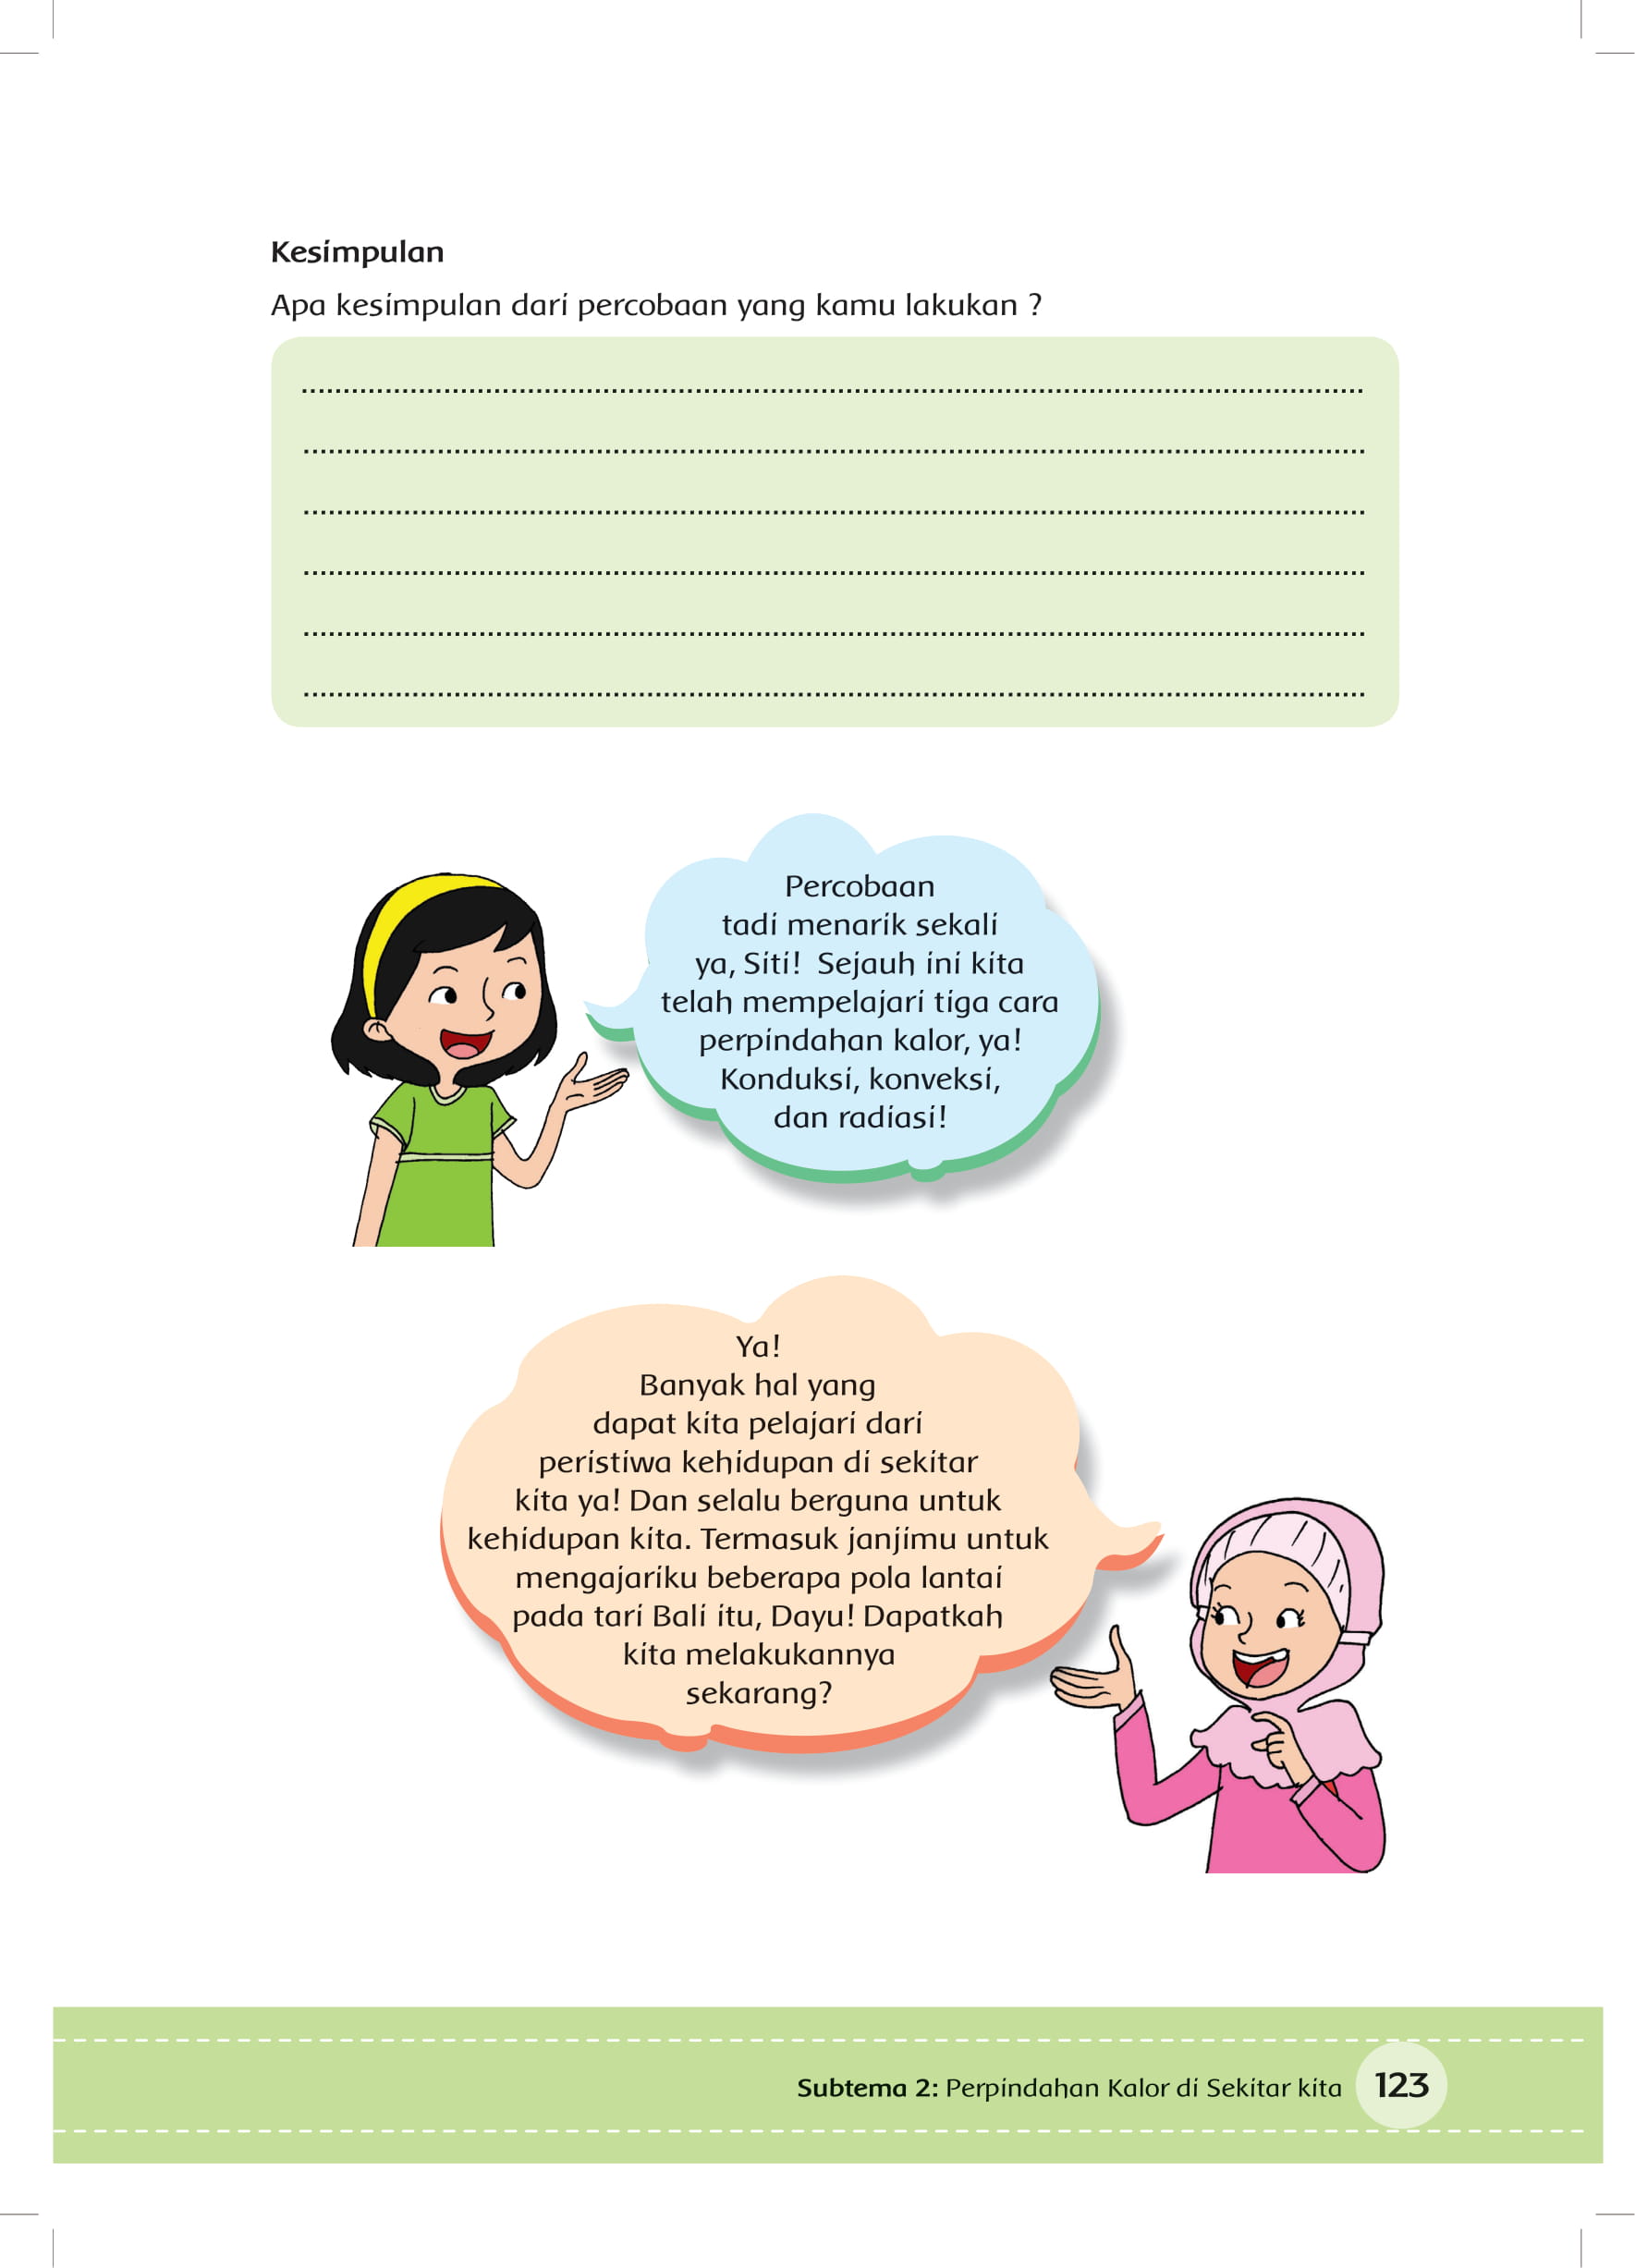 Kesimpulan
Apa kesimpulan dari percobaan yang kamu lakukan ?
Percobaan
tadi menarik sekali
ya, Siti! Sejauh ini kita
telah mempelajari tiga cara
perpindahan kalor, ya!
Konduksi, konveksi,
dan radiasi!
Ya!
Banyak hal yang
dapat kita pelajari dari
peristiwa kehidupan di sekitar
kita ya! Dan selalu berguna untuk
kehidupan kita. Termasuk janjimu untuk
mengajariku beberapa pola lantai
pada tari Bali itu, Dayu! Dapatkah
kita melakukannya
sekarang?
Subtema 2: Perpindahan Kalor di Sekitar kita 123